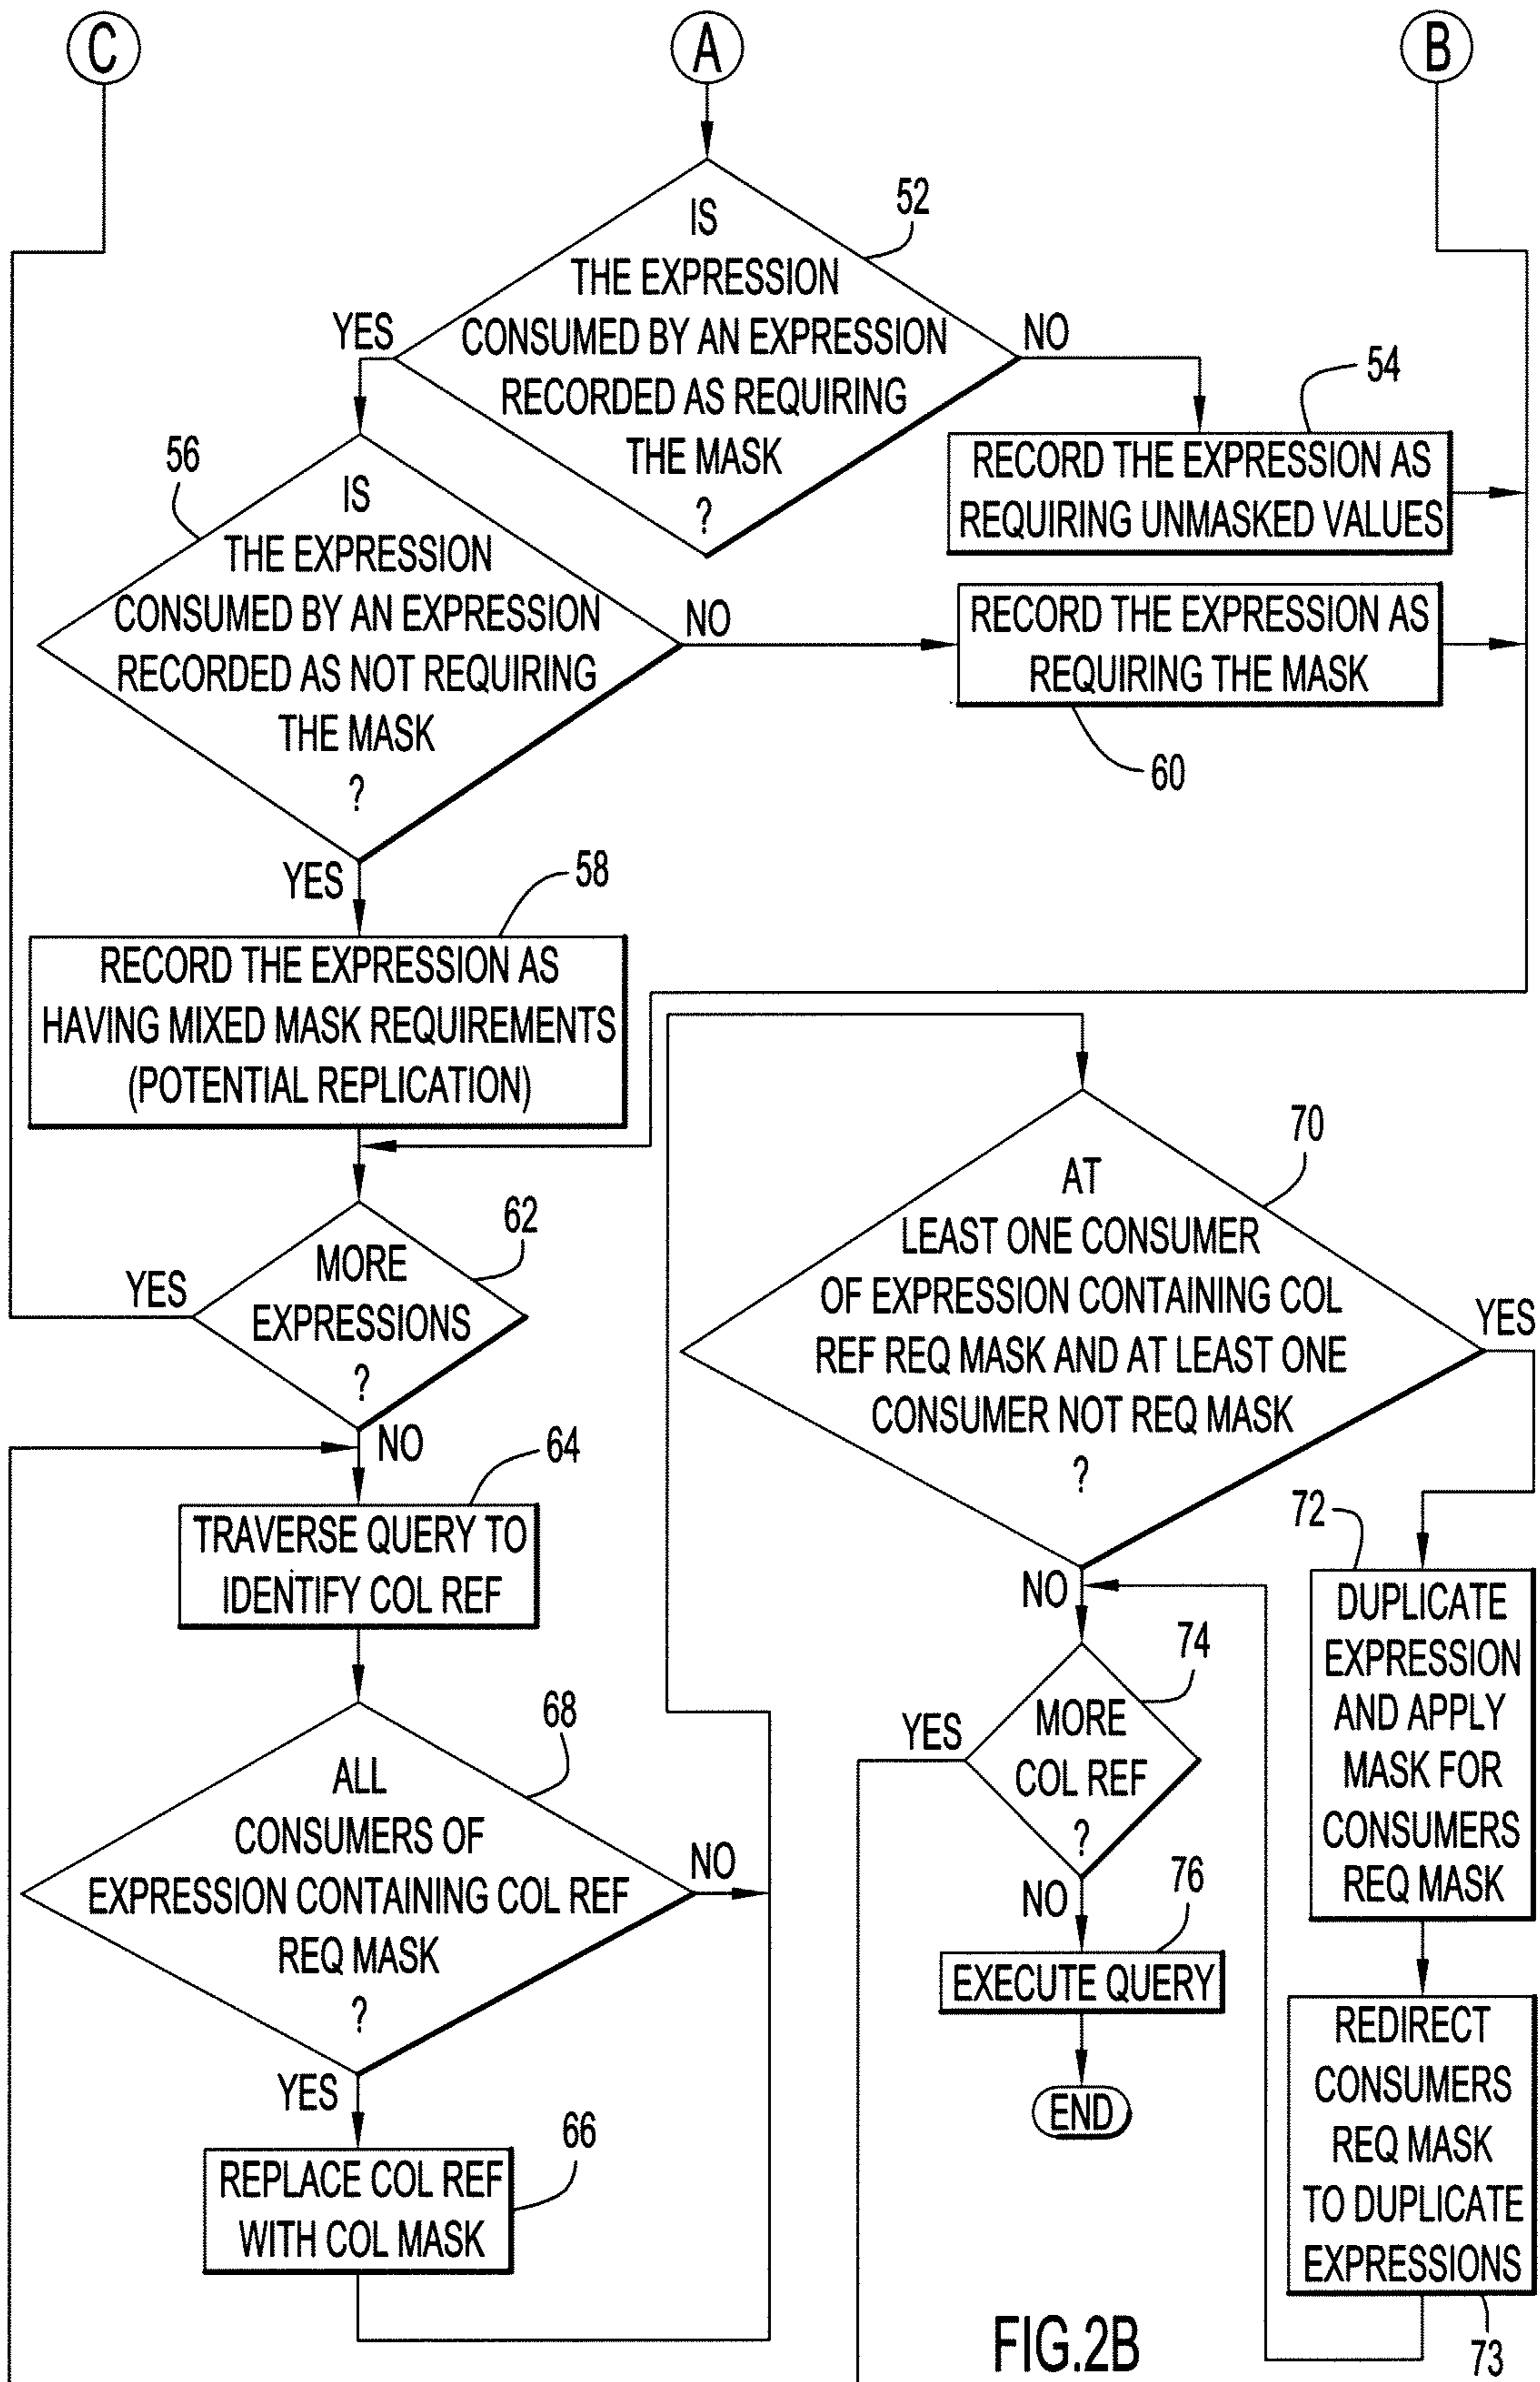 C
A
B
IS
THE EXPRESSION
CONSUMED BY AN EXPRESSION
RECORDED AS REQUIRING
THE MASK
?
52
YES
NO
54
RECORD THE EXPRESSION AS
REQUIRING UNMASKED VALUES
56
IS
THE EXPRESSION
CONSUMED BY AN EXPRESSION
RECORDED AS NOT REQUIRING
THE MASK
?
NO
RECORD THE EXPRESSION AS
REQUIRING THE MASK
60
YES
58
RECORD THE EXPRESSION AS
HAVING MIXED MASK REQUIREMENTS
(POTENTIAL REPLICATION)
62
MORE
EXPRESSIONS
?
YES
NO
64
TRAVERSE QUERY TO
IDENTIFY COL REF
68
ALL
CONSUMERS OF
EXPRESSION CONTAINING COL REF
REQ MASK
?
NO
YES
66
REPLACE COL REF
WITH COL MASK
70
AT
LEAST ONE CONSUMER
OF EXPRESSION CONTAINING COL
REF REQ MASK AND AT LEAST ONE
CONSUMER NOT REQ MASK
?
YES
NO
72
DUPLICATE
EXPRESSION
AND APPLY
MASK FOR
CONSUMERS
REQ MASK
74
MORE
COL REF
?
YES
NO
76
EXECUTE QUERY
END
REDIRECT
CONSUMERS
REQ MASK
TO DUPLICATE
EXPRESSIONS
73
FIG.2B